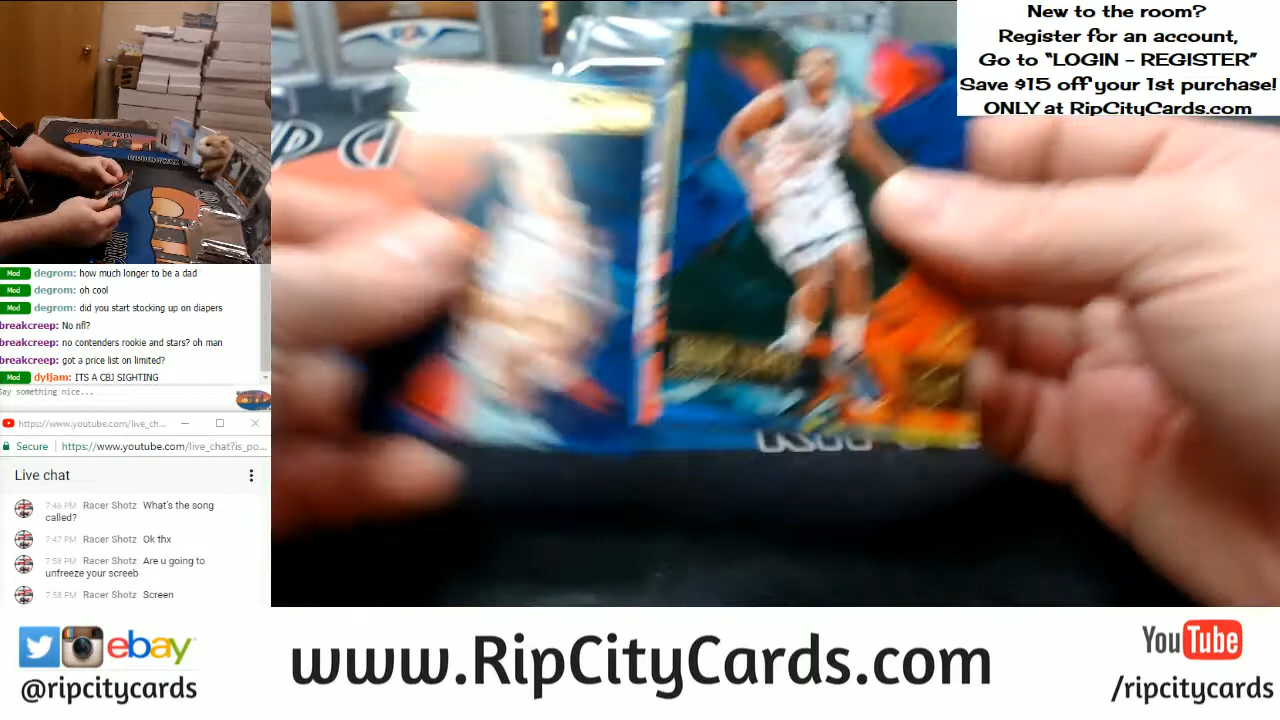 New to the room?
Register for an account,
Go to “LOGIN - REGISTER”
Save $15 off your 1st purchase!
ONLY at RipCityCards.com
Mod degrom: how much longer to be a dad
Mod degrom: oh cool
Mod degrom: did you start stocking up on diapers
breakcreep: No nfl?
breakcreep: no contenders rookie and stars? oh man
breakcreep: got a price list on limited?
Mod dyljam: ITS A CBJ SIGHTING
Say something nice...
https://www.youtube.com/live_ch...
Secure https://www.youtube.com/live_chat?is_po...
Live chat
7:46 PM Racer Shotz What's the song
called?
7:47 PM Racer Shotz Ok thx
7:58 PM Racer Shotz Are u going to
unfreeze your screeb
7:58 PM Racer Shotz Screen
ebay
@ripcitycards
www.RipCityCards.com
YouTube
/ripcitycards